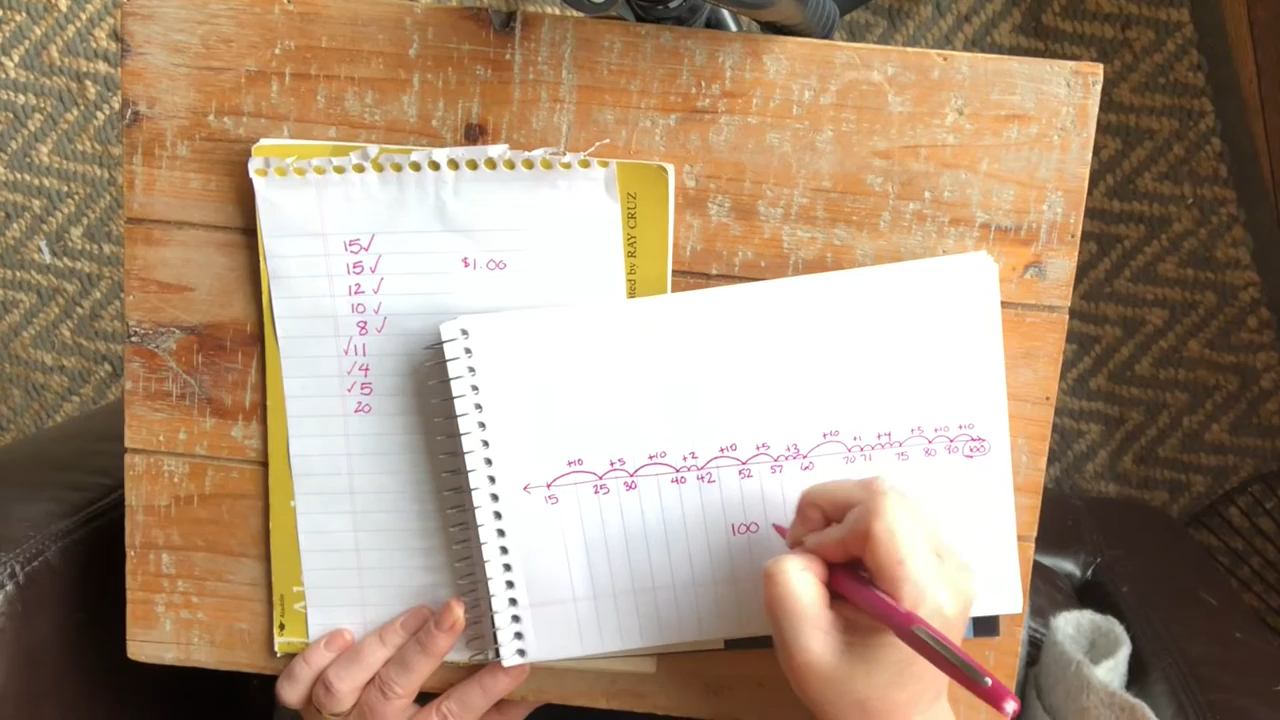 15✓
15✓ $1.00
12✓
10✓
8✓
✓11
✓4
✓5
20
ted by RAY CRUZ
Aladdin
+10 +5 +10 +2 +10 +5 +3 +10 +1 +4 +5 +10 +10
15 25 30 40 42 52 57 60 70 71 75 80 90 100
100